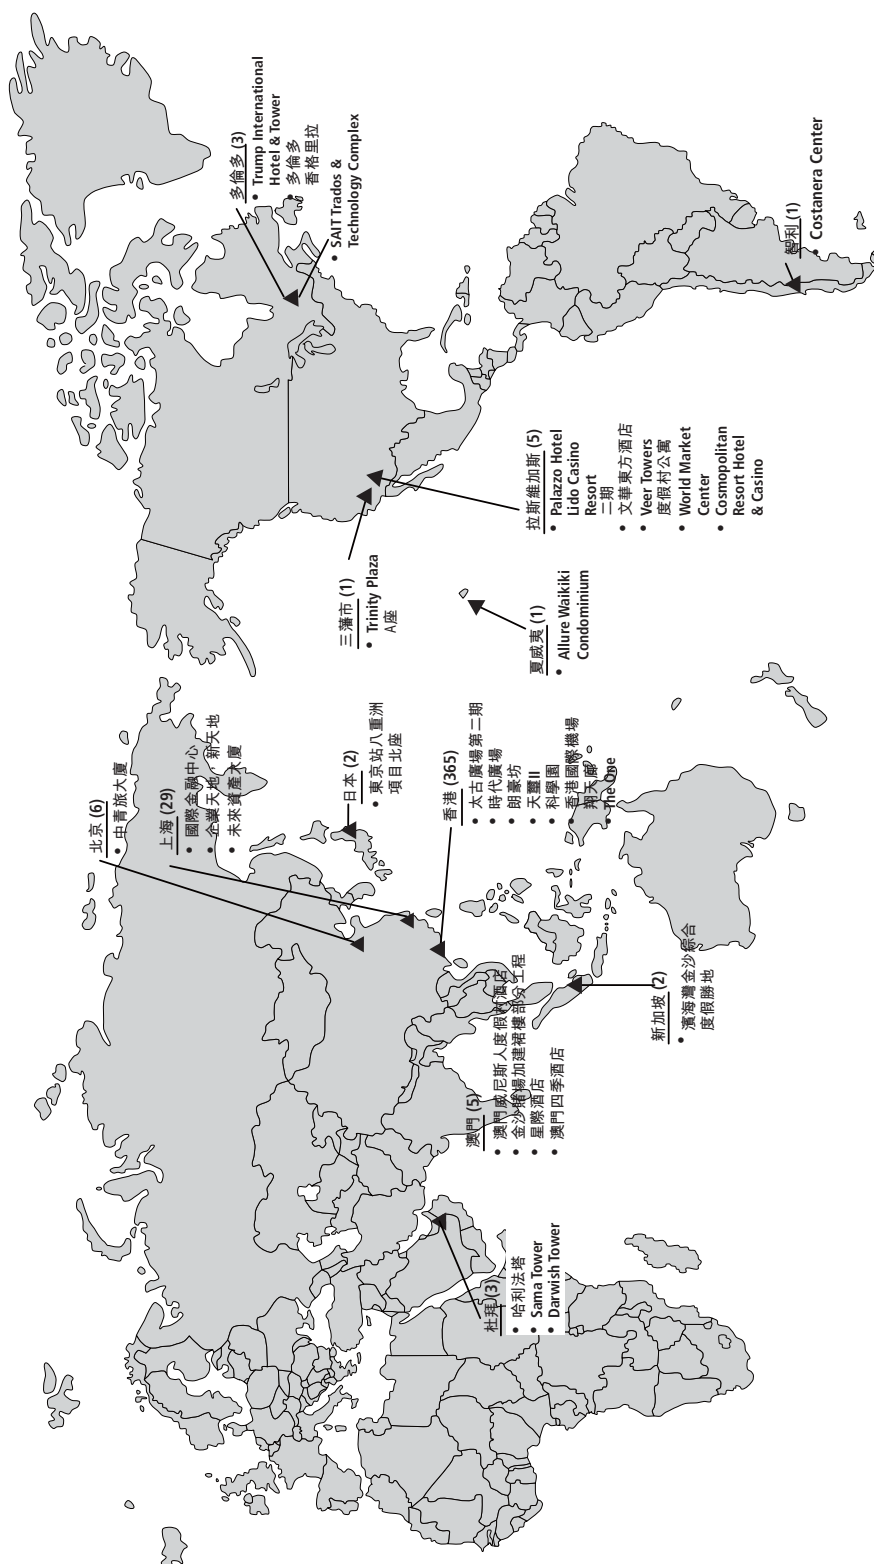 北京 (6)
• 中青旅大廈
上海 (29)
• 國際金融中心
• 企業天地，新天地
• 未來資產大廈
日本 (2)
• 東京站八重洲
項目北座
香港 (365)
• 太古廣場第二期
• 時代廣場
• 朗豪坊
• 天璽II
• 科學園
• 香港國際機場
翔天廊
• The One
澳門 (5)
• 澳門威尼斯人度假村酒店
• 金沙賭場加建裙樓部分工程
• 星際酒店
• 澳門四季酒店
新加坡 (2)
• 濱海灣金沙綜合
度假勝地
杜拜 (3)
• 哈利法塔
• Sama Tower
• Darwish Tower
多倫多 (3)
• Trump International
Hotel & Tower
• 多倫多
香格里拉
• SAIT Trados &
Technology Complex
三藩市 (1)
• Trinity Plaza
A座
拉斯維加斯 (5)
• Palazzo Hotel
Lido Casino
Resort
二期
• 文華東方酒店
• Veer Towers
度假村公寓
• World Market
Center
• Cosmopolitan
Resort Hotel
& Casino
夏威夷 (1)
• Allure Waikiki
Condominium
智利 (1)
• Costanera Center